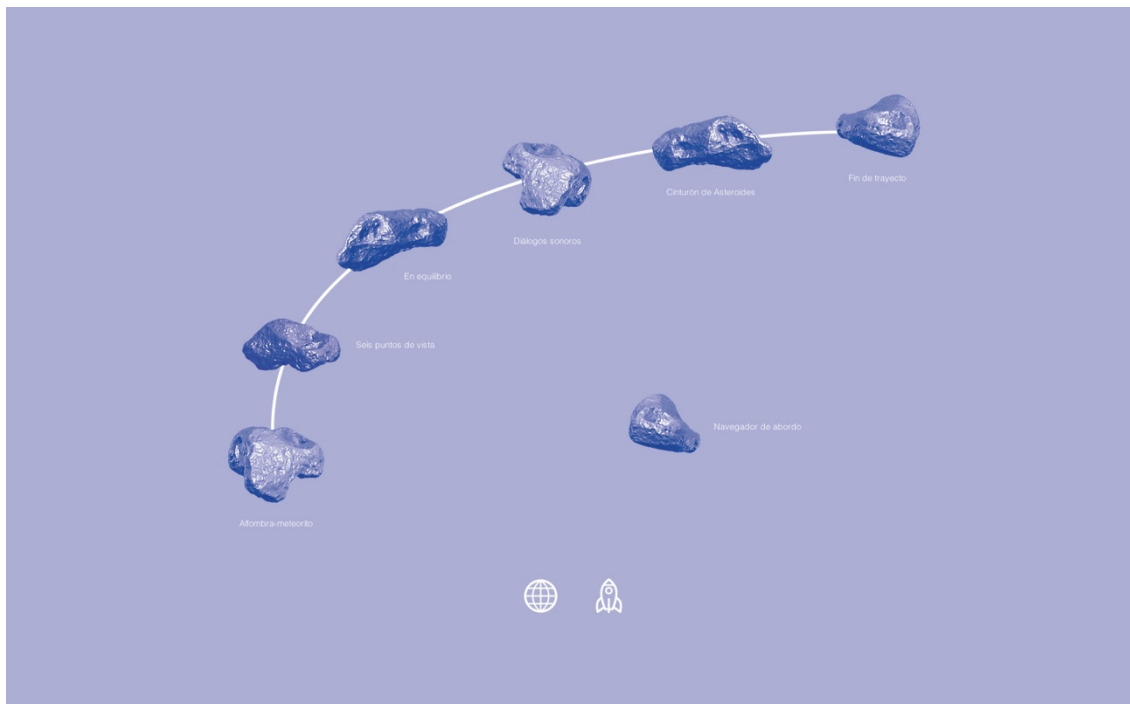 Fin de trayecto
Cinturón de Asteroides
Diálogos sonoros
En equilibrio
Seis puntos de vista
Navegador de abordo
Alfombra-meteorito